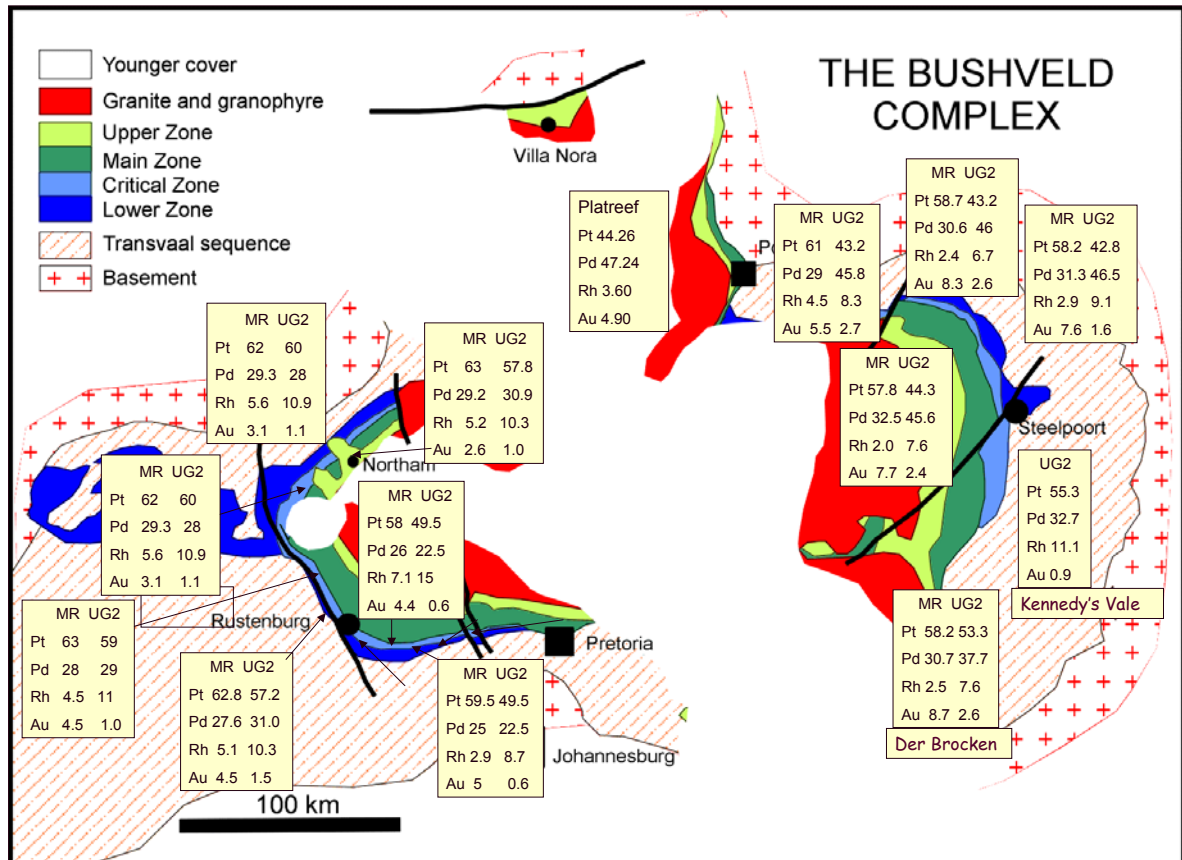 THE BUSHVELD
COMPLEX
Younger cover
Granite and granophyre
Upper Zone
Main Zone
Critical Zone
Lower Zone
Transvaal sequence
Basement
Villa Nora
Platreef
Pt 44.26
Pd 47.24
Rh 3.60
Au 4.90
Po
MR UG2
Pt 61 43.2
Pd 29 45.8
Rh 4.5 8.3
Au 5.5 2.7
MR UG2
Pt 58.7 43.2
Pd 30.6 46
Rh 2.4 6.7
Au 8.3 2.6
MR UG2
Pt 58.2 42.8
Pd 31.3 46.5
Rh 2.9 9.1
Au 7.6 1.6
MR UG2
Pt 62 60
Pd 29.3 28
Rh 5.6 10.9
Au 3.1 1.1
MR UG2
Pt 63 57.8
Pd 29.2 30.9
Rh 5.2 10.3
Au 2.6 1.0
MR UG2
Pt 57.8 44.3
Pd 32.5 45.6
Rh 2.0 7.6
Au 7.7 2.4
Steelpoort
Northam
MR UG2
Pt 62 60
Pd 29.3 28
Rh 5.6 10.9
Au 3.1 1.1
MR UG2
Pt 58 49.5
Pd 26 22.5
Rh 7.1 15
Au 4.4 0.6
UG2
Pt 55.3
Pd 32.7
Rh 11.1
Au 0.9
Kennedy's Vale
MR UG2
Pt 63 59
Pd 28 29
Rh 4.5 11
Au 4.5 1.0
Rustenburg
Pretoria
MR UG2
Pt 58.2 53.3
Pd 30.7 37.7
Rh 2.5 7.6
Au 8.7 2.6
Der Brocken
MR UG2
Pt 62.8 57.2
Pd 27.6 31.0
Rh 5.1 10.3
Au 4.5 1.5
MR UG2
Pt 59.5 49.5
Pd 25 22.5
Rh 2.9 8.7
Au 5 0.6
Johannesburg
100 km